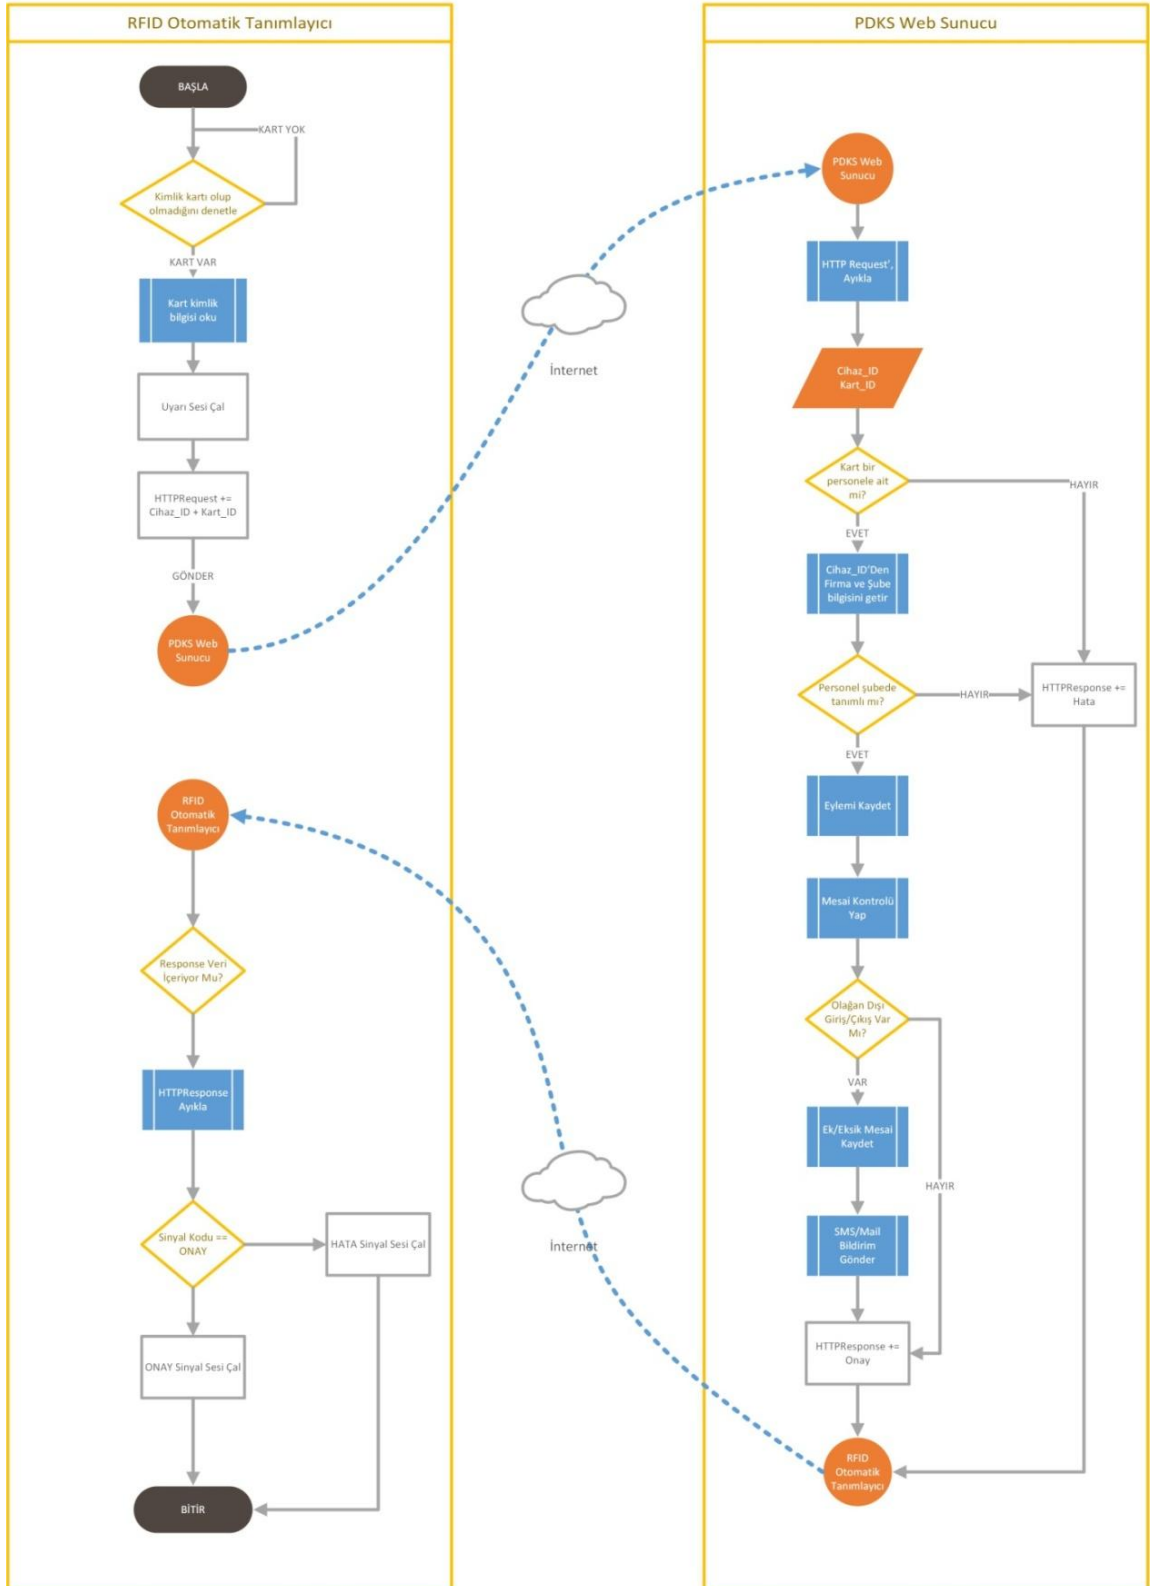 RFID Otomatik Tanımlayıcı
BAŞLA
KART YOK
Kimlik kartı olup
olmadığını denetle
KART VAR
Kart kimlik
bilgisi oku
Uyarı Sesi Çal
HTTPRequest +=
Cihaz_ID + Kart_ID
GÖNDER
PDKS Web
Sunucu
İnternet
PDKS Web Sunucu
PDKS Web
Sunucu
HTTP Request',
Ayıkla
Cihaz_ID
Kart_ID
Kart bir
personele ait
mi?
HAYIR
EVET
Cihaz_ID'Den
Firma ve Şube
bilgisini getir
Personel şubede
tanımlı mı?
HAYIR
HTTPResponse +=
Hata
EVET
Eylemi Kaydet
Mesai Kontrolü
Yap
Olağan Dışı
Giriş/Çıkış Var
Mı?
VAR
HAYIR
Ek/Eksik Mesai
Kaydet
SMS/Mail
Bildirim
Gönder
HTTPResponse +=
Onay
RFID
Otomatik
Tanımlayıcı
İnternet
RFID
Otomatik
Tanımlayıcı
Response Veri
İçeriyor Mu?
HTTPResponse
Ayıkla
Sinyal Kodu ==
ONAY
HATA Sinyal Sesi Çal
ONAY Sinyal Sesi Çal
BİTİR